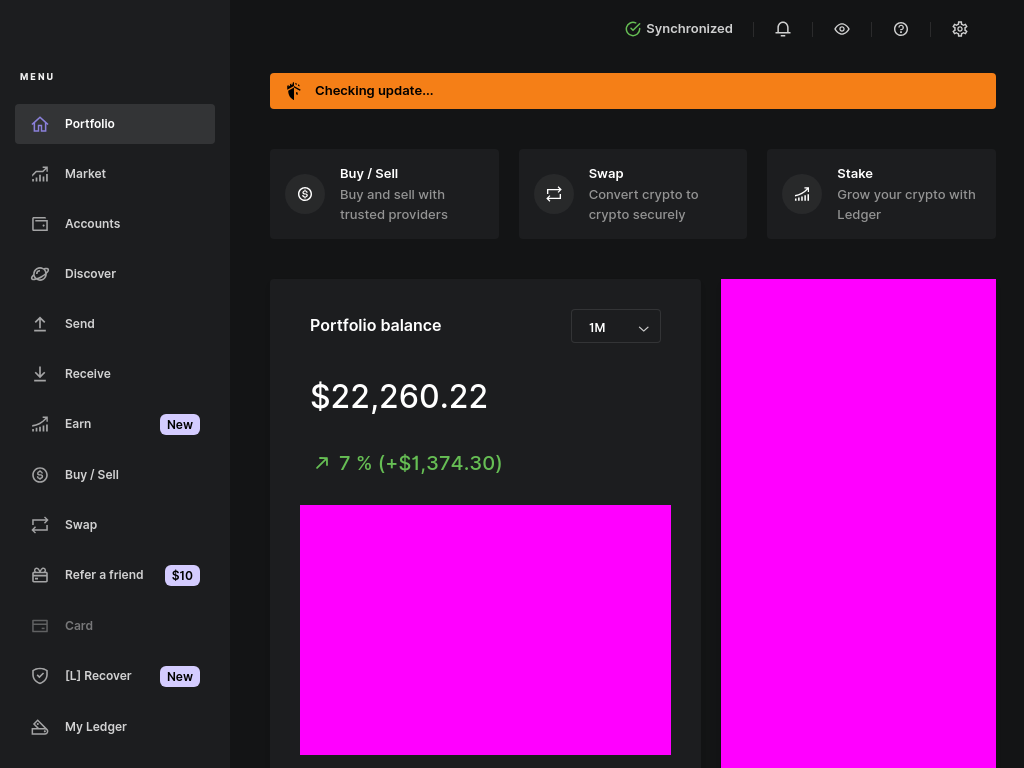 Synchronized
MENU
Checking update...
Portfolio
Market
Accounts
Discover
Send
Receive
Earn New
Buy / Sell
Swap
Refer a friend $10
Card
[L] Recover New
My Ledger
Buy / Sell
Buy and sell with
trusted providers
Swap
Convert crypto to
crypto securely
Stake
Grow your crypto with
Ledger
Portfolio balance
1M
$22,260.22
7 % (+$1,374.30)